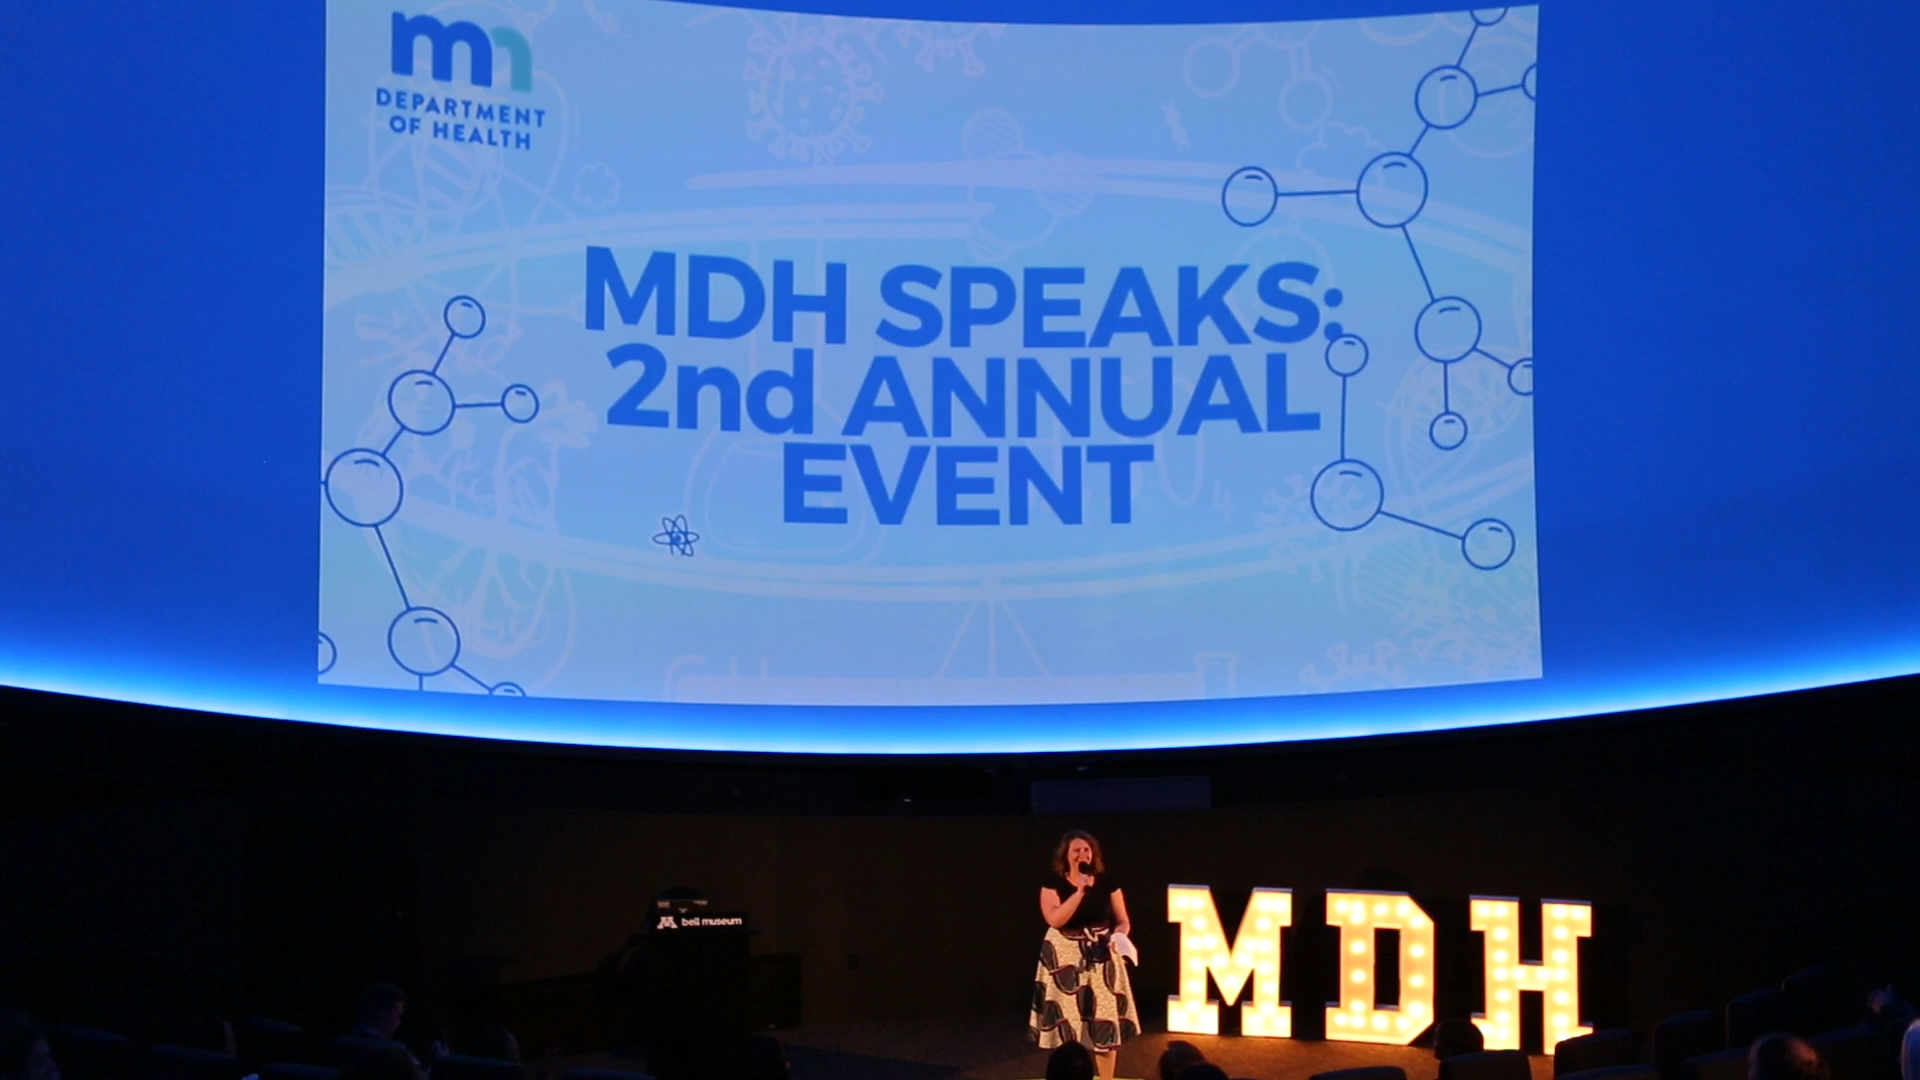 mn
DEPARTMENT
OF HEALTH
MDH SPEAKS:
2nd ANNUAL
EVENT
M bell museum
MDH